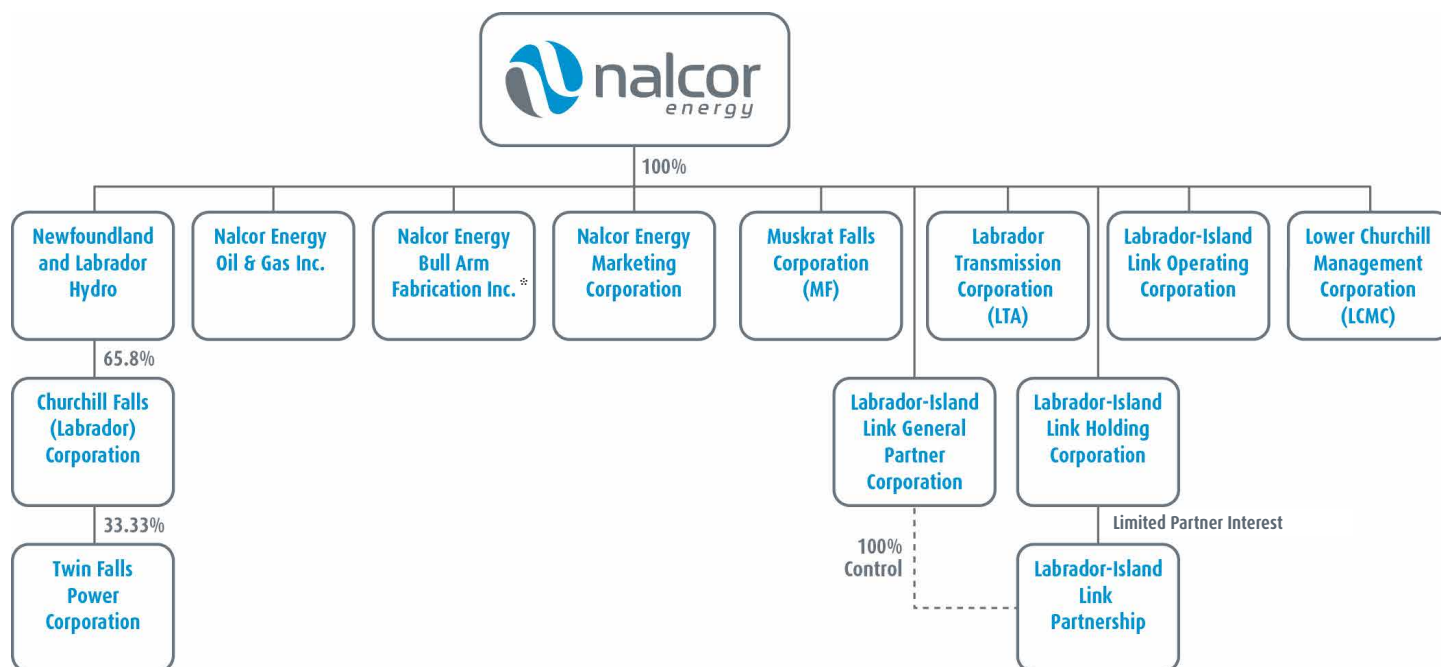 nalcor
energy
100%
Newfoundland
and Labrador
Hydro
Nalcor Energy
Oil & Gas Inc.
Nalcor Energy
Bull Arm
Fabrication Inc. *
Nalcor Energy
Marketing
Corporation
Muskrat Falls
Corporation
(MF)
Labrador
Transmission
Corporation
(LTA)
Labrador-Island
Link Operating
Corporation
Lower Churchill
Management
Corporation
(LCMC)
65.8%
Churchill Falls
(Labrador)
Corporation
Labrador-Island
Link General
Partner
Corporation
Labrador-Island
Link Holding
Corporation
33.33%
Limited Partner Interest
100%
Control
Twin Falls
Power
Corporation
Labrador-Island
Link
Partnership